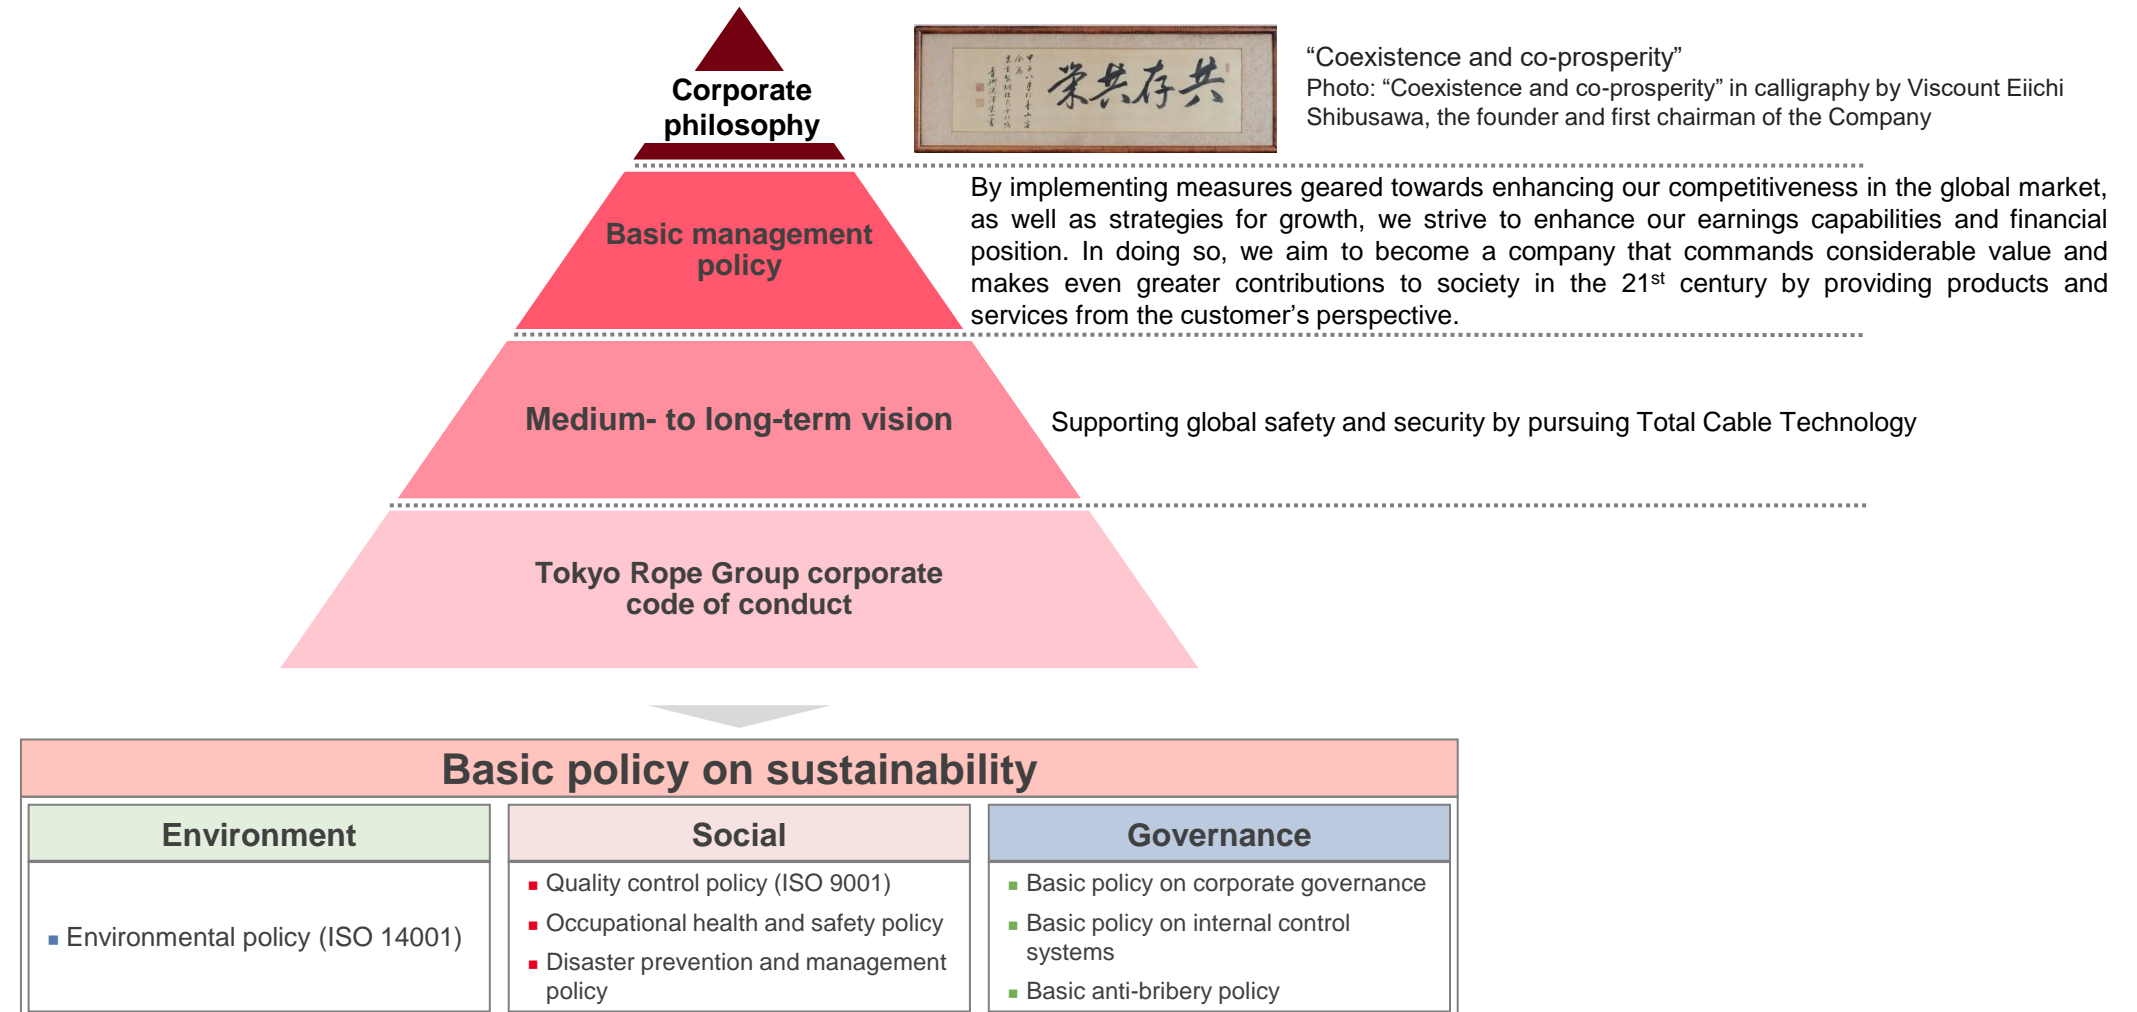 Corporate
philosophy
榮共存共
“Coexistence and co-prosperity”
Photo: “Coexistence and co-prosperity” in calligraphy by Viscount Eiichi
Shibusawa, the founder and first chairman of the Company
Basic management
policy
By implementing measures geared towards enhancing our competitiveness in the global market,
as well as strategies for growth, we strive to enhance our earnings capabilities and financial
position. In doing so, we aim to become a company that commands considerable value and
makes even greater contributions to society in the 21st century by providing products and
services from the customer’s perspective.
Medium- to long-term vision
Supporting global safety and security by pursuing Total Cable Technology
Tokyo Rope Group corporate
code of conduct
Basic policy on sustainability
Environment
▪ Environmental policy (ISO 14001)
Social
▪ Quality control policy (ISO 9001)
▪ Occupational health and safety policy
▪ Disaster prevention and management
policy
Governance
▪ Basic policy on corporate governance
▪ Basic policy on internal control
systems
▪ Basic anti-bribery policy